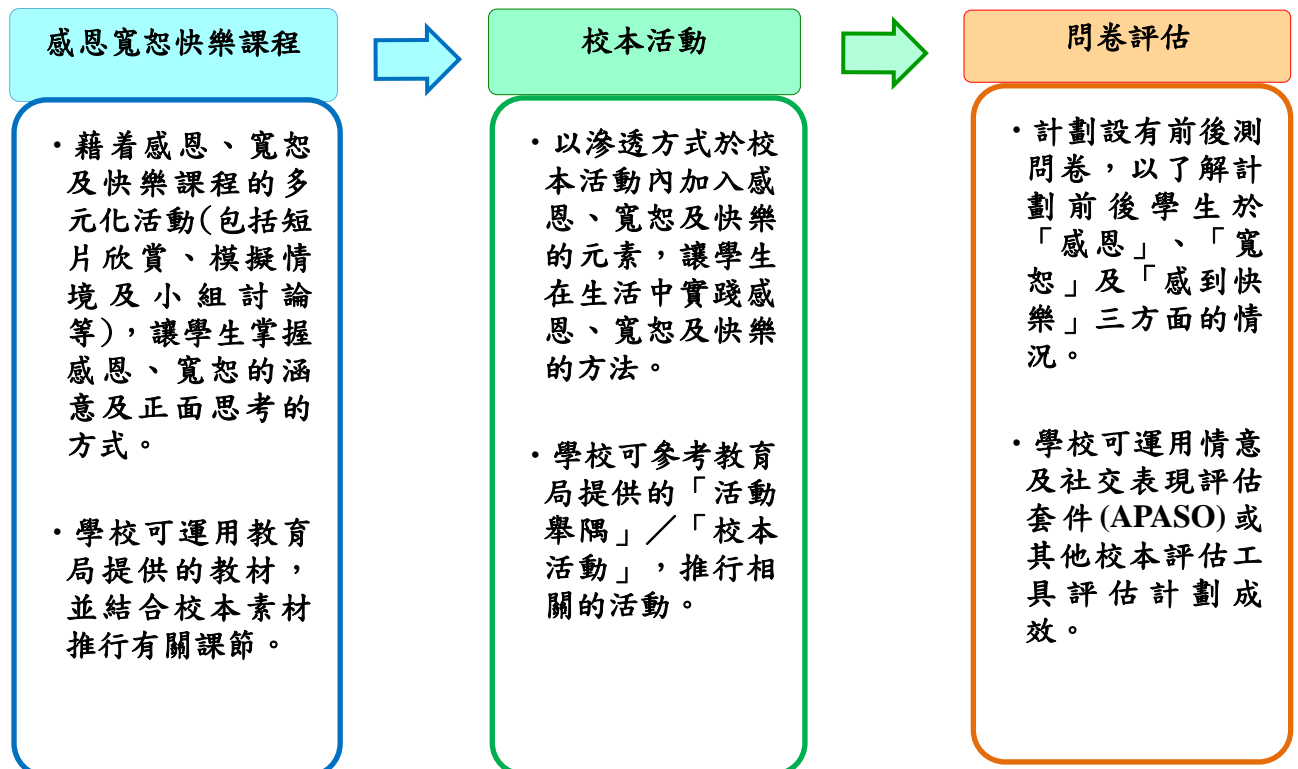 感恩寬恕快樂課程
・藉着感恩、寬恕
及快樂課程的多
元化活動(包括短
片欣賞、模擬情
境及小組討論
等)，讓學生掌握
感恩、寬恕的涵
意及正面思考的
方式。
・學校可運用教育
局提供的教材，
並結合校本素材
推行有關課節。
校本活動
・以滲透方式於校
本活動內加入感
恩、寬恕及快樂
的元素，讓學生
在生活中實踐感
恩、寬恕及快樂
的方法。
・學校可參考教育
局提供的「活動
舉隅」／「校本
活動」，推行相
關的活動。
問卷評估
・計劃設有前後測
問卷，以了解計
劃前後學生於
「感恩」、「寬
恕」及「感到快
樂」三方面的情
況。
・學校可運用情意
及社交表現評估
套件(APASO)或
其他校本評估工
具評估計劃成
效。